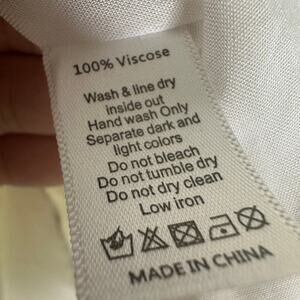 100% Viscose
Wash & line dry
inside out
Hand wash Only
Separate dark and
light colors
Do not bleach
Do not tumble dry
Do not dry clean
Low iron
MADE IN CHINA